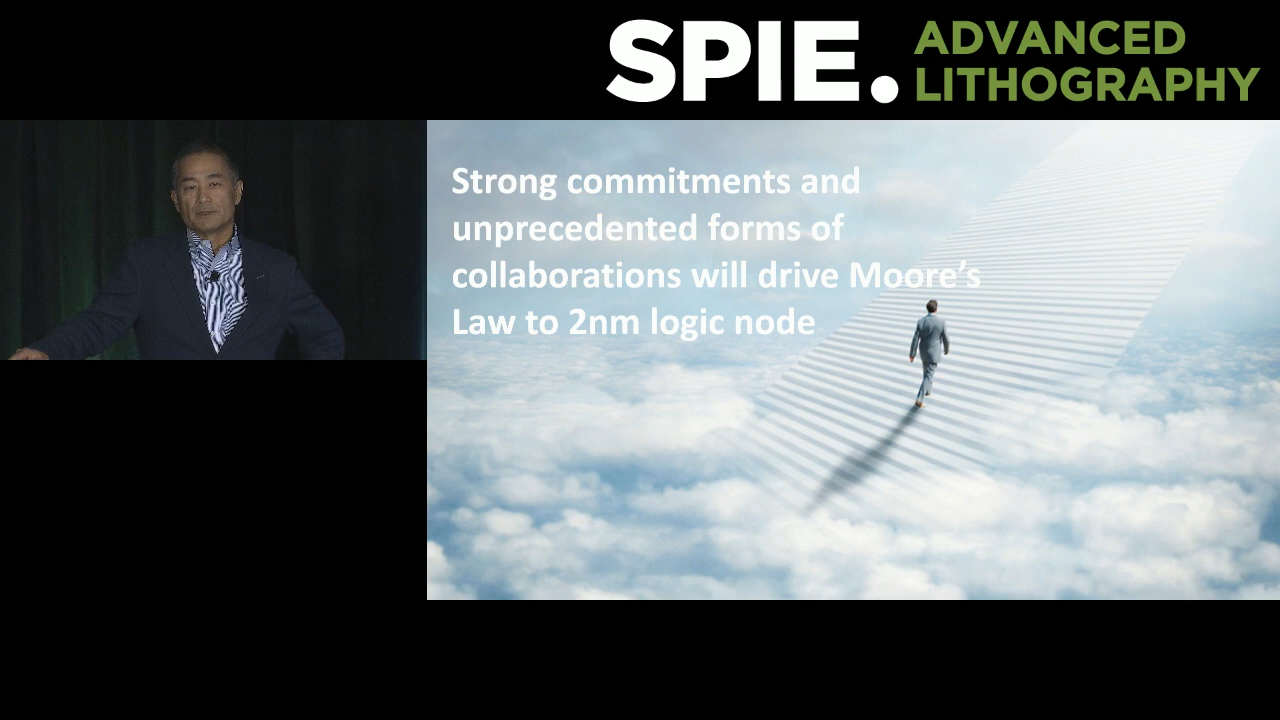 SPIE. ADVANCED
LITHOGRAPHY
Strong commitments and
unprecedented forms of
collaborations will drive Moore’s
Law to 2nm logic node